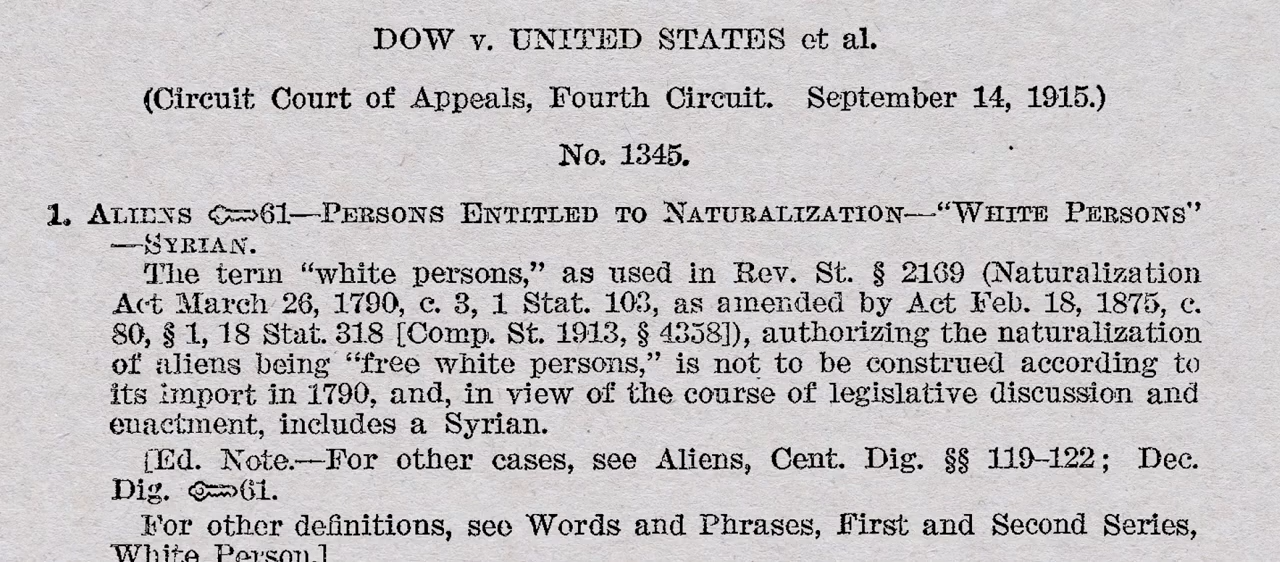 DOW v. UNITED STATES et al.
(Circuit Court of Appeals, Fourth Circuit. September 14, 1915.)
No. 1345.
1. ALIENS 61—PERSONS ENTITLED TO NATURALIZATION—"WHITE PERSONS"
—SYRIAN.
The term "white persons," as used in Rev. St. § 2169 (Naturalization
Act March 26, 1790, c. 3, 1 Stat. 103, as amended by Act Feb. 18, 1875, c.
80, § 1, 18 Stat. 318 [Comp. St. 1913, § 4358]), authorizing the naturalization
of aliens being "free white persons," is not to be construed according to
its import in 1790, and, in view of the course of legislative discussion and
enactment, includes a Syrian.
[Ed. Note.—For other cases, see Aliens, Cent. Dig. §§ 119–122; Dec.
Dig. 61.
For other definitions, see Words and Phrases, First and Second Series,
White Person.]